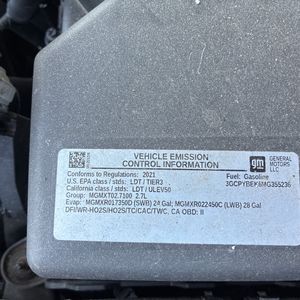 VEHICLE EMISSION
CONTROL INFORMATION
gm
GENERAL
MOTORS
LLC
Conforms to Regulations: 2021
Fuel: Gasoline
U.S. EPA class / stds: LDT / TIER3
California class / stds: LDT / ULEV50
Group: MGMXT02.7100 2.7L
Evap: MGMXR017350D (SWB) 24 Gal; MGMXR022450C (LWB) 28 Gal
DFI/WR-HO2S/HO2S/TC/CAC/TWC, CA OBD: II